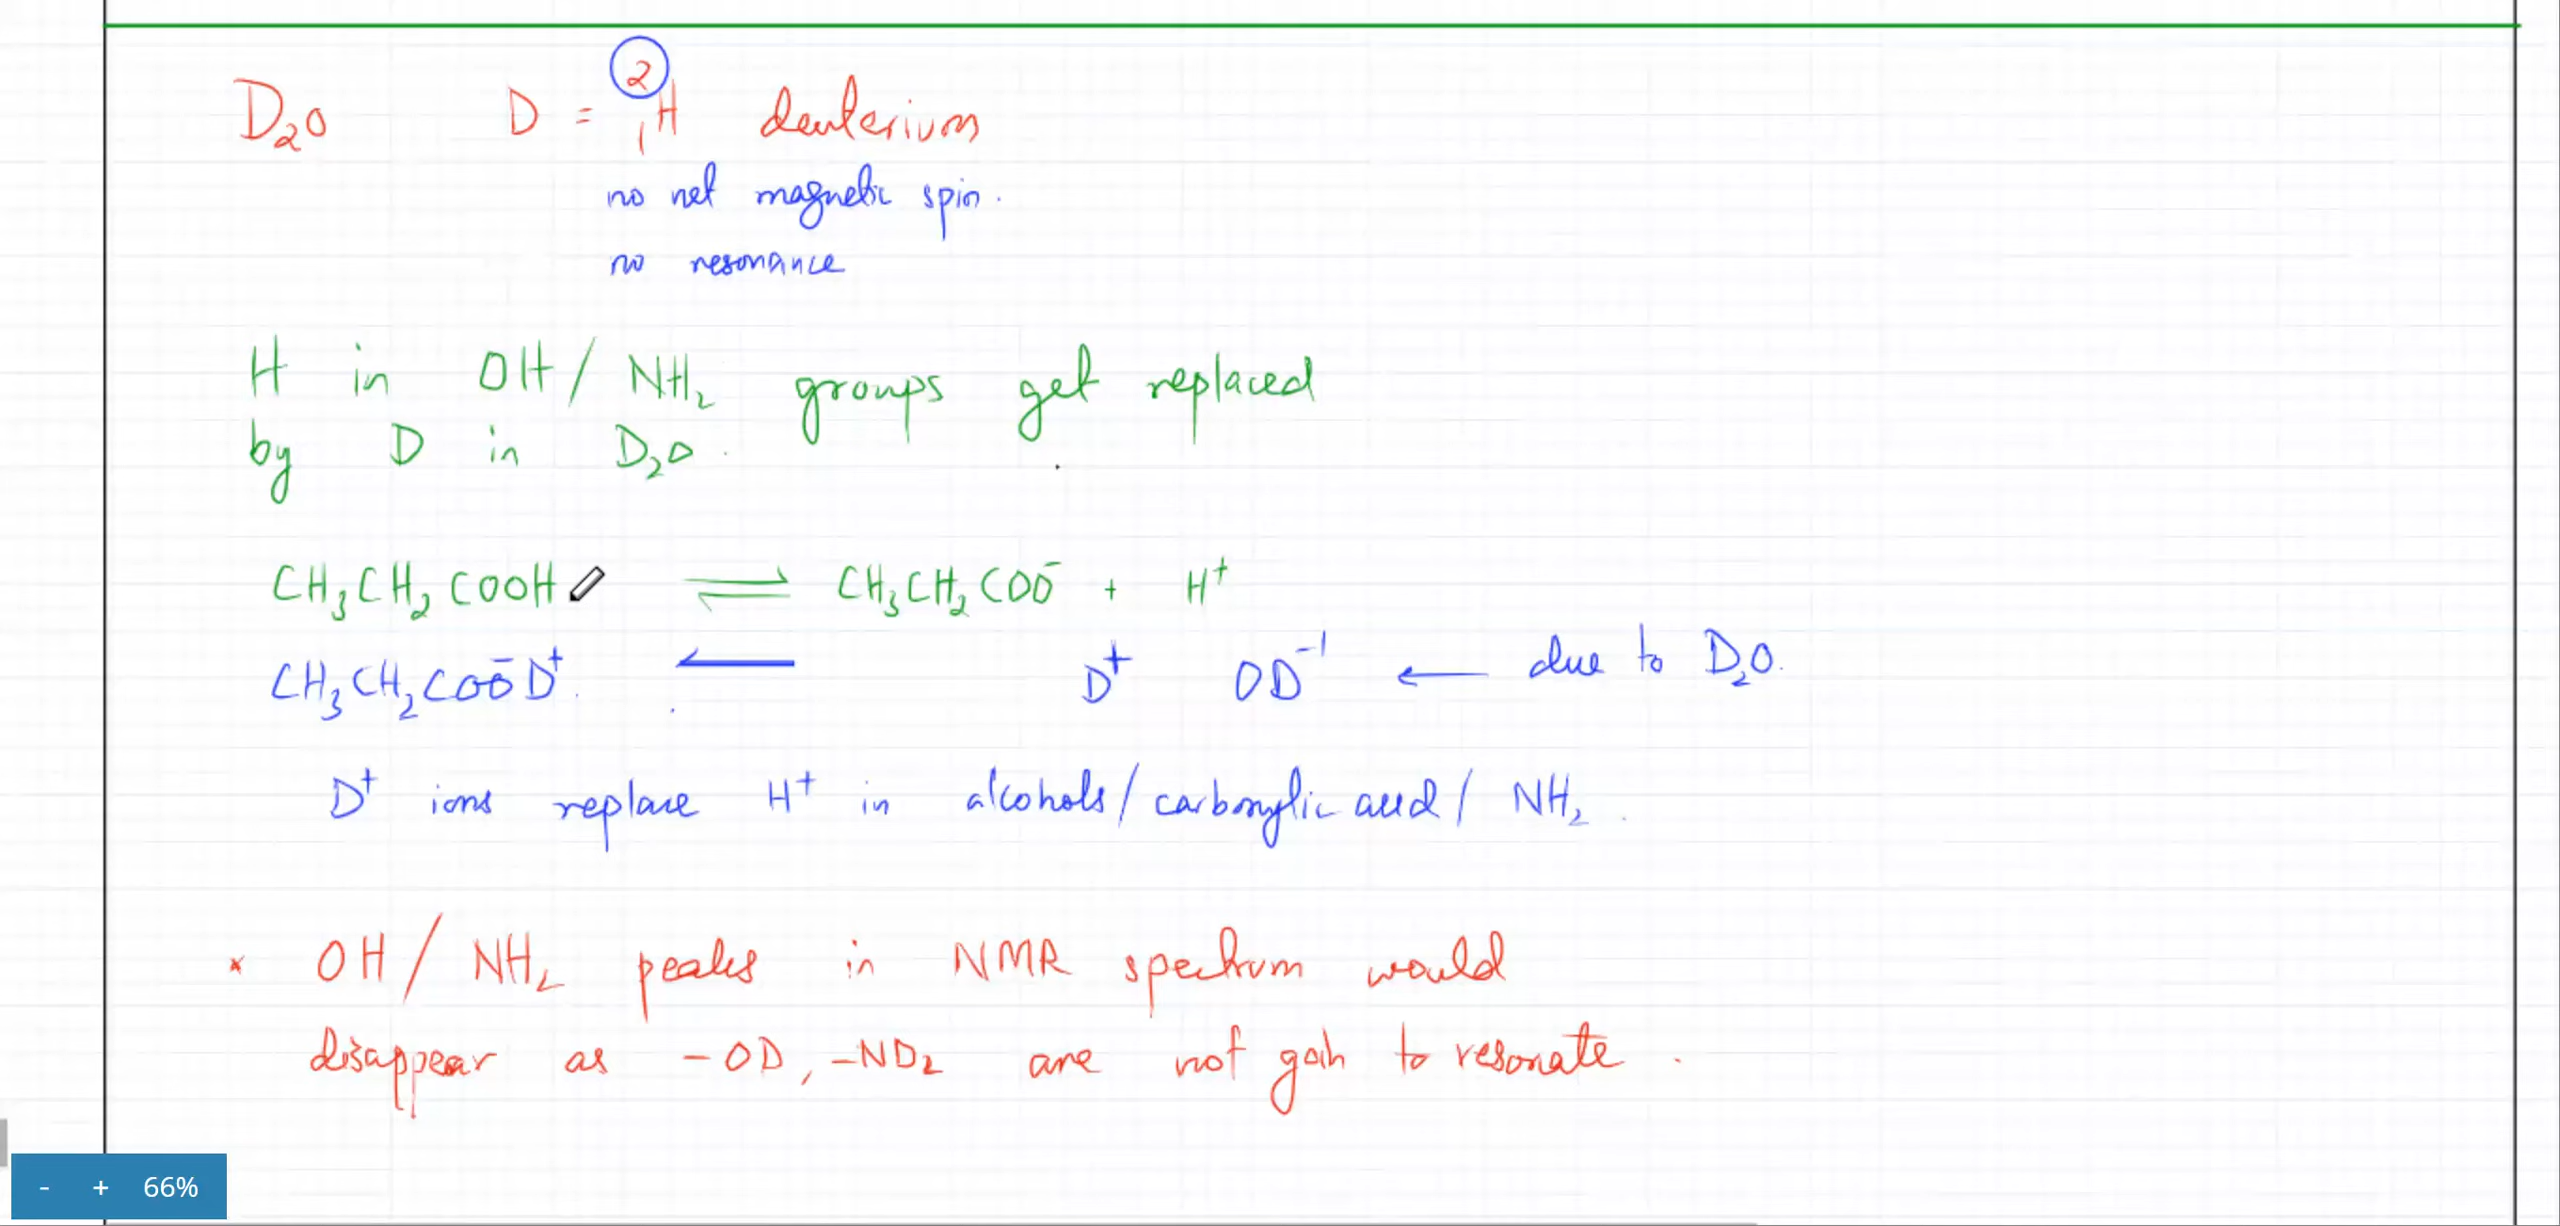 D₂O D = ²₁H deuterium
no net magnetic spin.
no resonance
H in OH/ NH₂ groups get replaced
by D in D₂O.
CH₃CH₂COOH ⇌ CH₃CH₂COO⁻ + H⁺
CH₃CH₂COO⁻D⁺. ← D⁺ OD⁻¹ ← due to D₂O.
D⁺ ions replace H⁺ in alcohols/ carboxylic acid/ NH₂.
* OH/ NH₂ peaks in NMR spectrum would
disappear as -OD, -ND₂ are not goin to resonate.
- + 66%